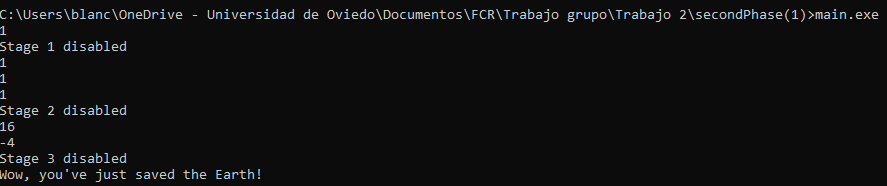 C:\Users\blanc\OneDrive - Universidad de Oviedo\Documentos\FCR\Trabajo grupo\Trabajo 2\secondPhase(1)>main.exe
1
Stage 1 disabled
1
1
1
Stage 2 disabled
16
-4
Stage 3 disabled
Wow, you've just saved the Earth!